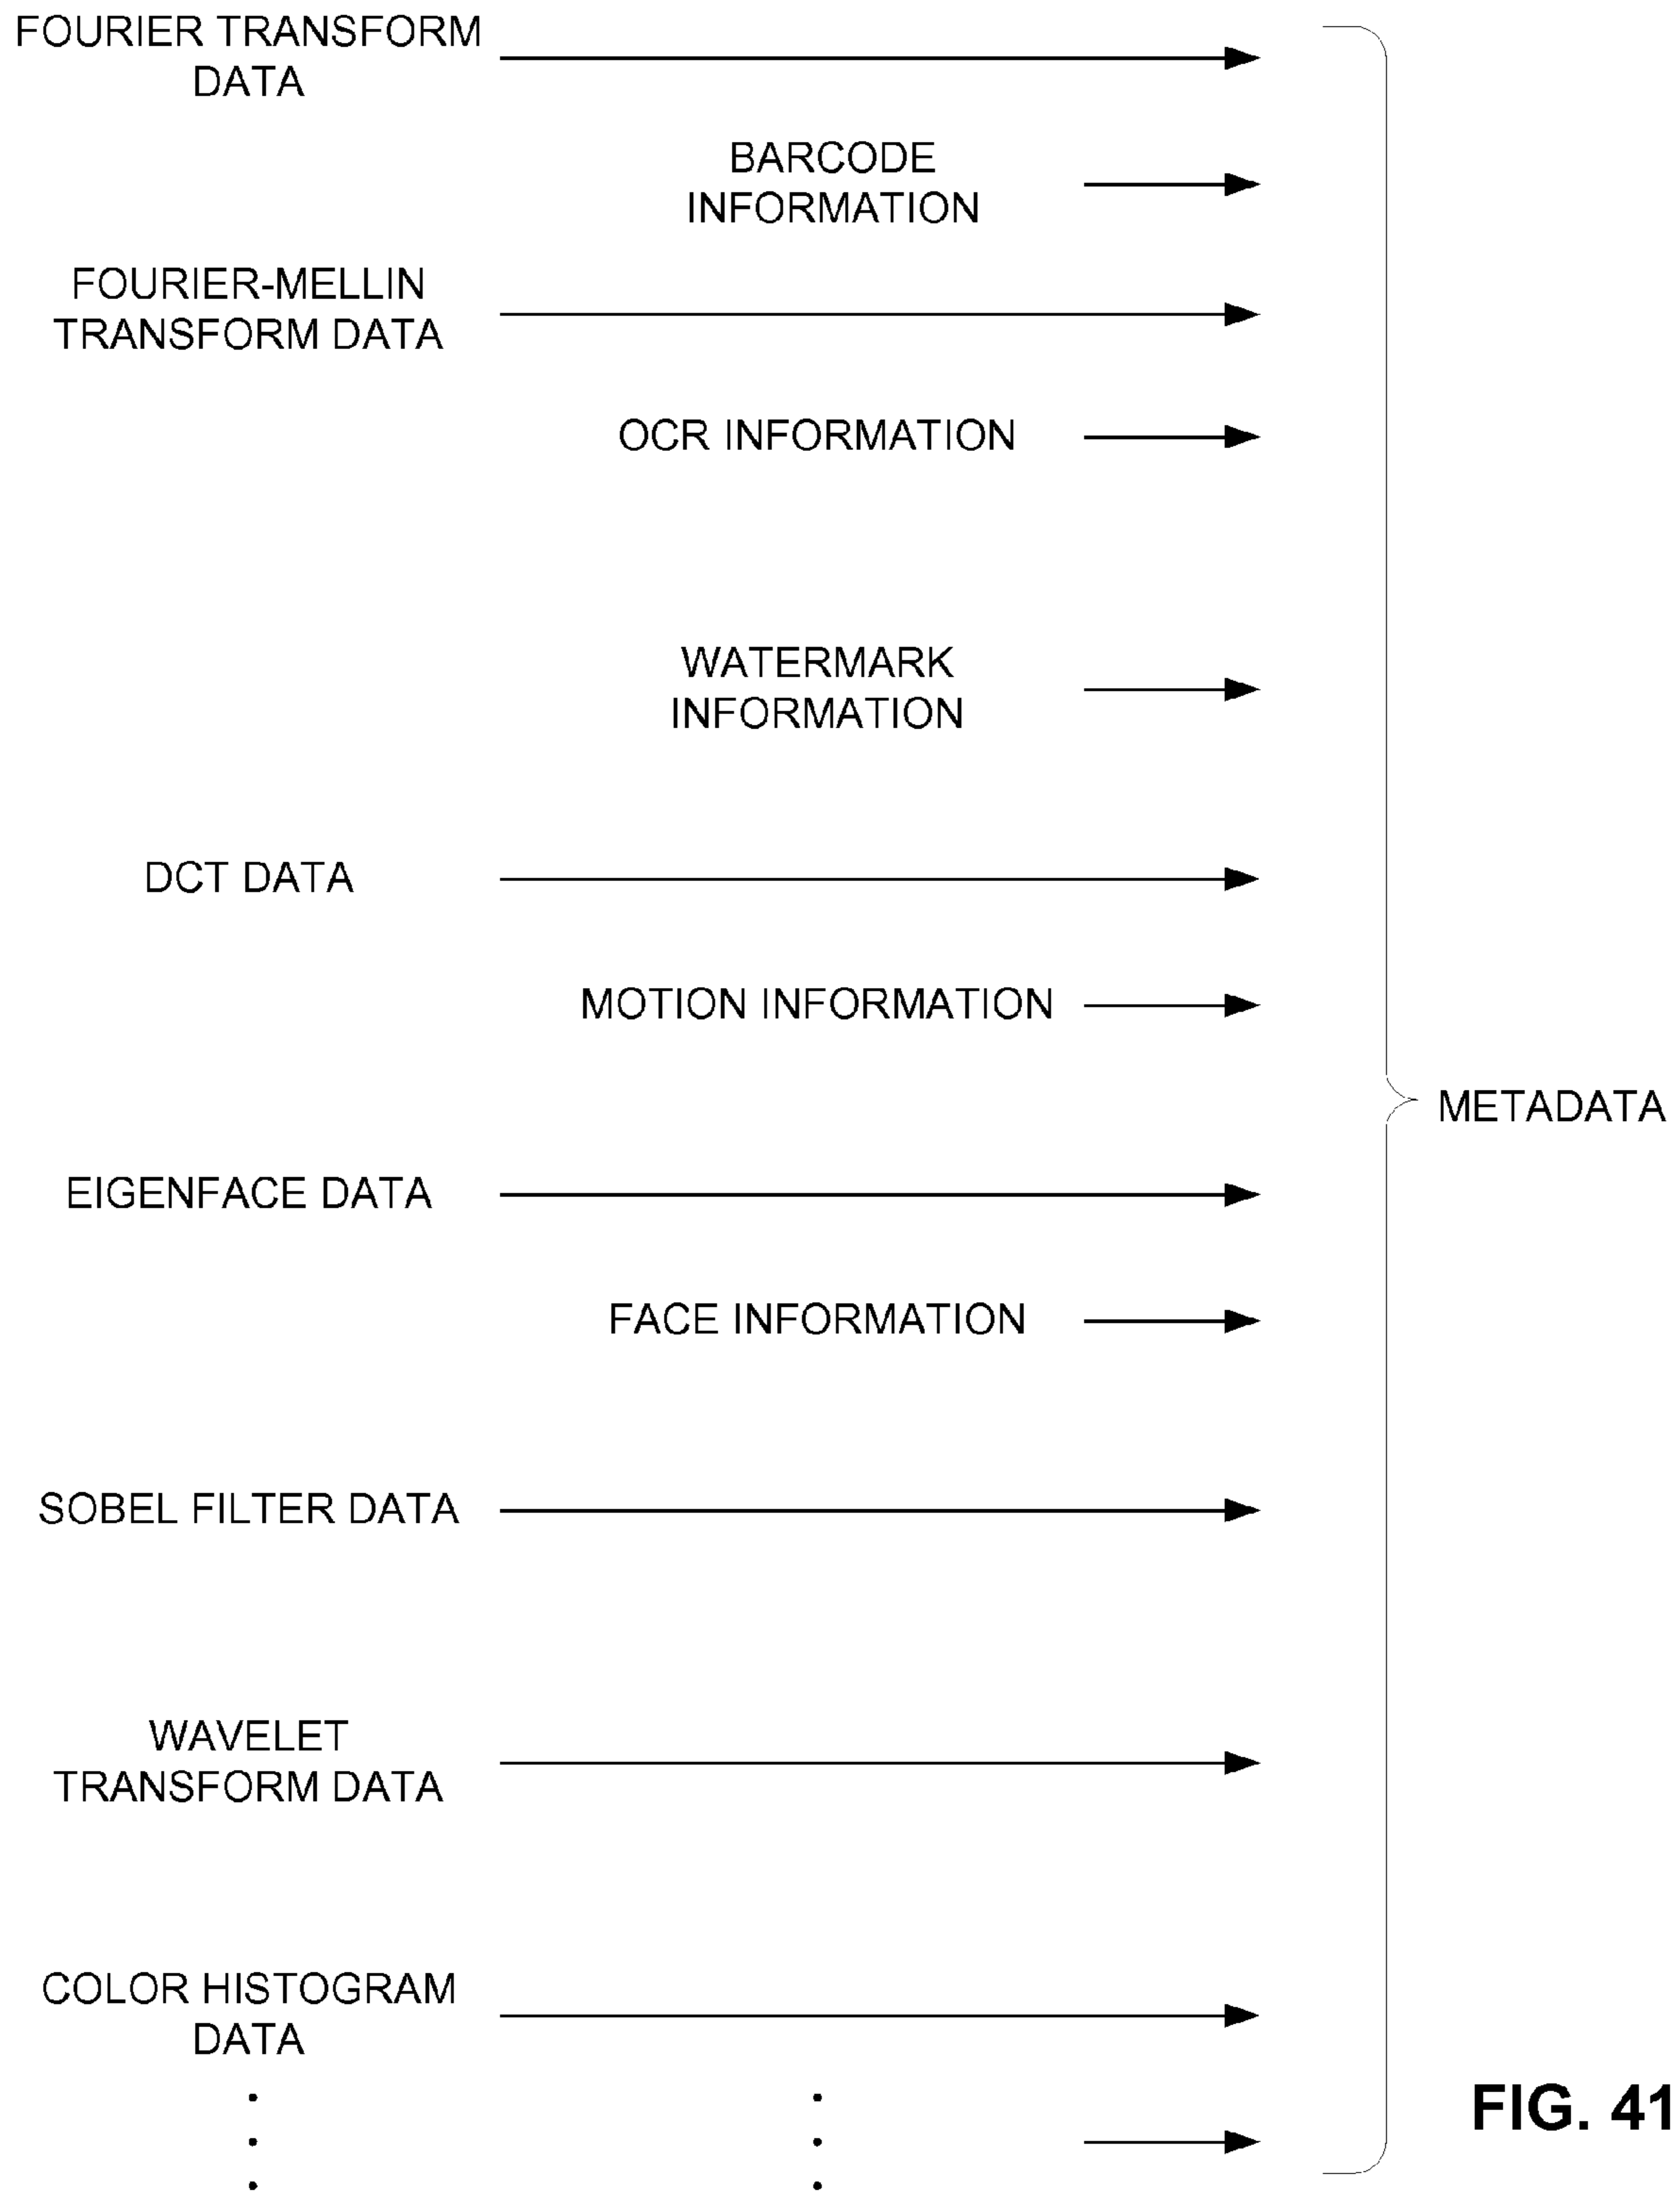 FOURIER TRANSFORM
DATA
BARCODE
INFORMATION
FOURIER-MELLIN
TRANSFORM DATA
OCR INFORMATION
WATERMARK
INFORMATION
DCT DATA
MOTION INFORMATION
METADATA
EIGENFACE DATA
FACE INFORMATION
SOBEL FILTER DATA
WAVELET
TRANSFORM DATA
COLOR HISTOGRAM
DATA
FIG. 41